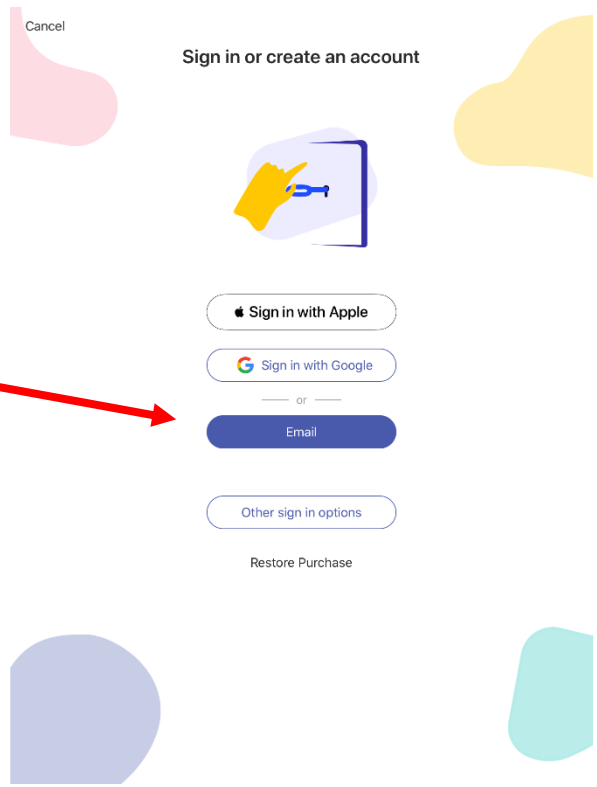 Cancel
Sign in or create an account
Sign in with Apple
Sign in with Google
or
Email
Other sign in options
Restore Purchase